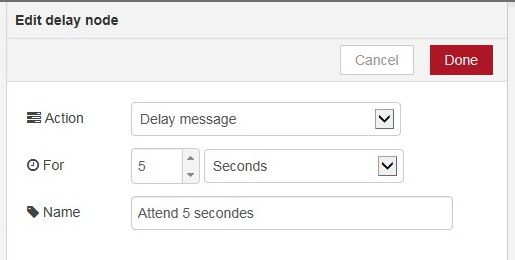 Edit delay node
Cancel Done
Action Delay message
For 5 Seconds
Name Attend 5 secondes